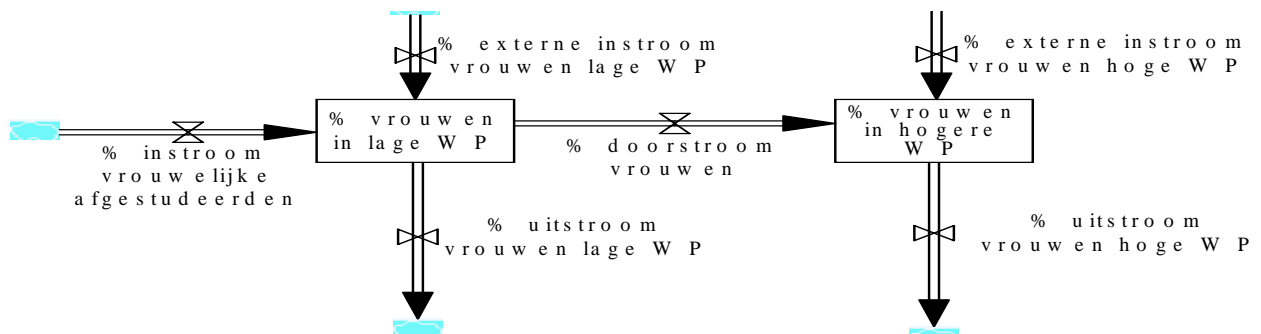 % externe instroom
vrouwen lage WP
% externe instroom
vrouwen hoge WP
% vrouwen
in lage WP
% vrouwen
in hogere
WP
% instroom
vrouwelijke
afgestudeerden
% doorstroom
vrouwen
% uitstroom
vrouwen lage WP
% uitstroom
vrouwen hoge WP